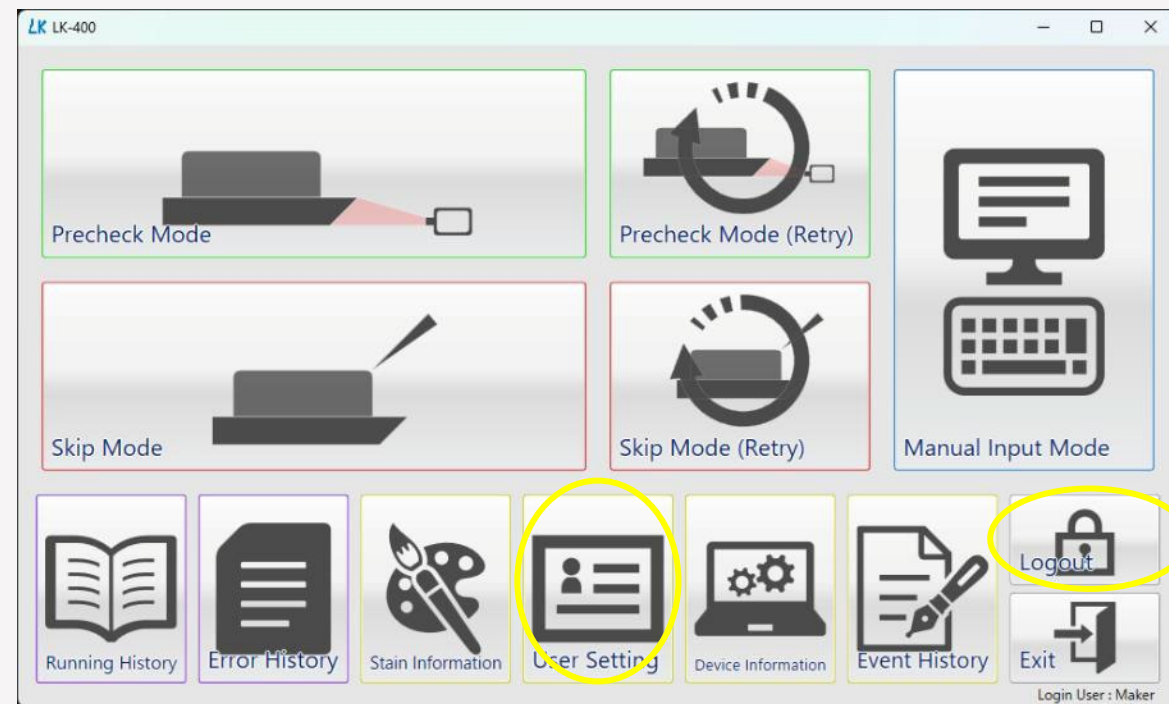 LK LK-400
Precheck Mode
Precheck Mode (Retry)
Manual Input Mode
Skip Mode
Skip Mode (Retry)
Running History
Error History
Stain Information
User Setting
Device Information
Event History
Logout
Exit
Login User : Maker